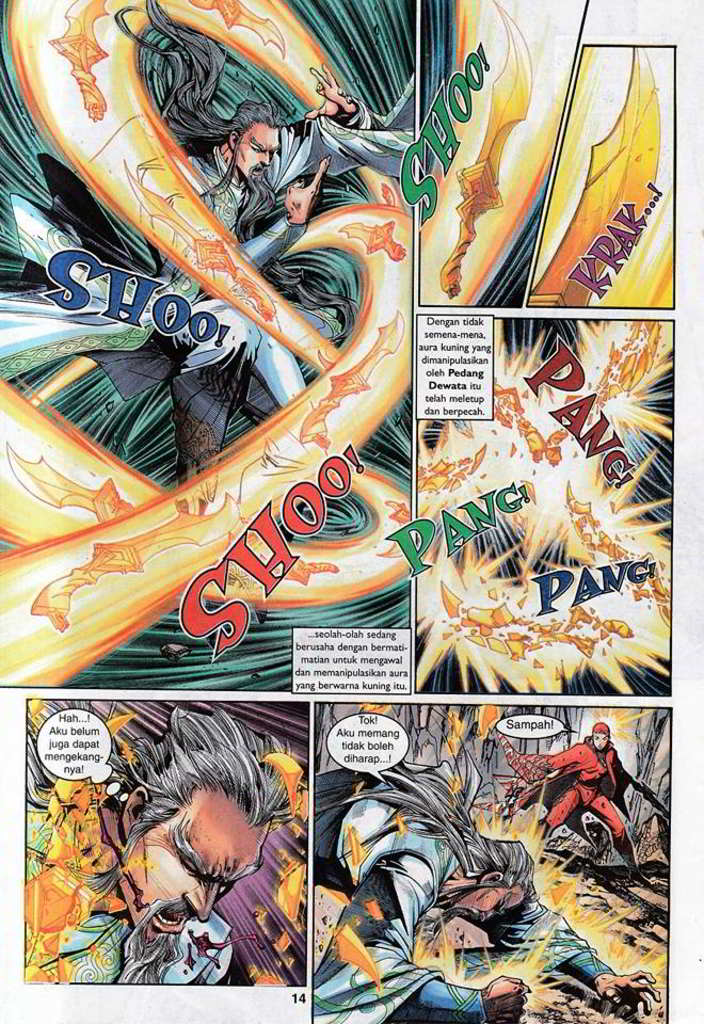 SHOO!
SHOO!
SHOO!
...seolah-olah sedang
berusaha dengan bermati-
matian untuk mengawal
dan memanipulasikan aura
yang berwarna kuning itu.
SHOO!
KRAK...!
Dengan tidak
semena-mena,
aura kuning yang
dimanipulasikan
oleh Pedang
Dewata itu
telah meletup
dan berpecah.
PANG!
PANG!
PANG!
Hah...!
Aku belum
juga dapat
mengekang-
nya!
Tok!
Aku memang
tidak boleh
diharap...!
Sampah!
14